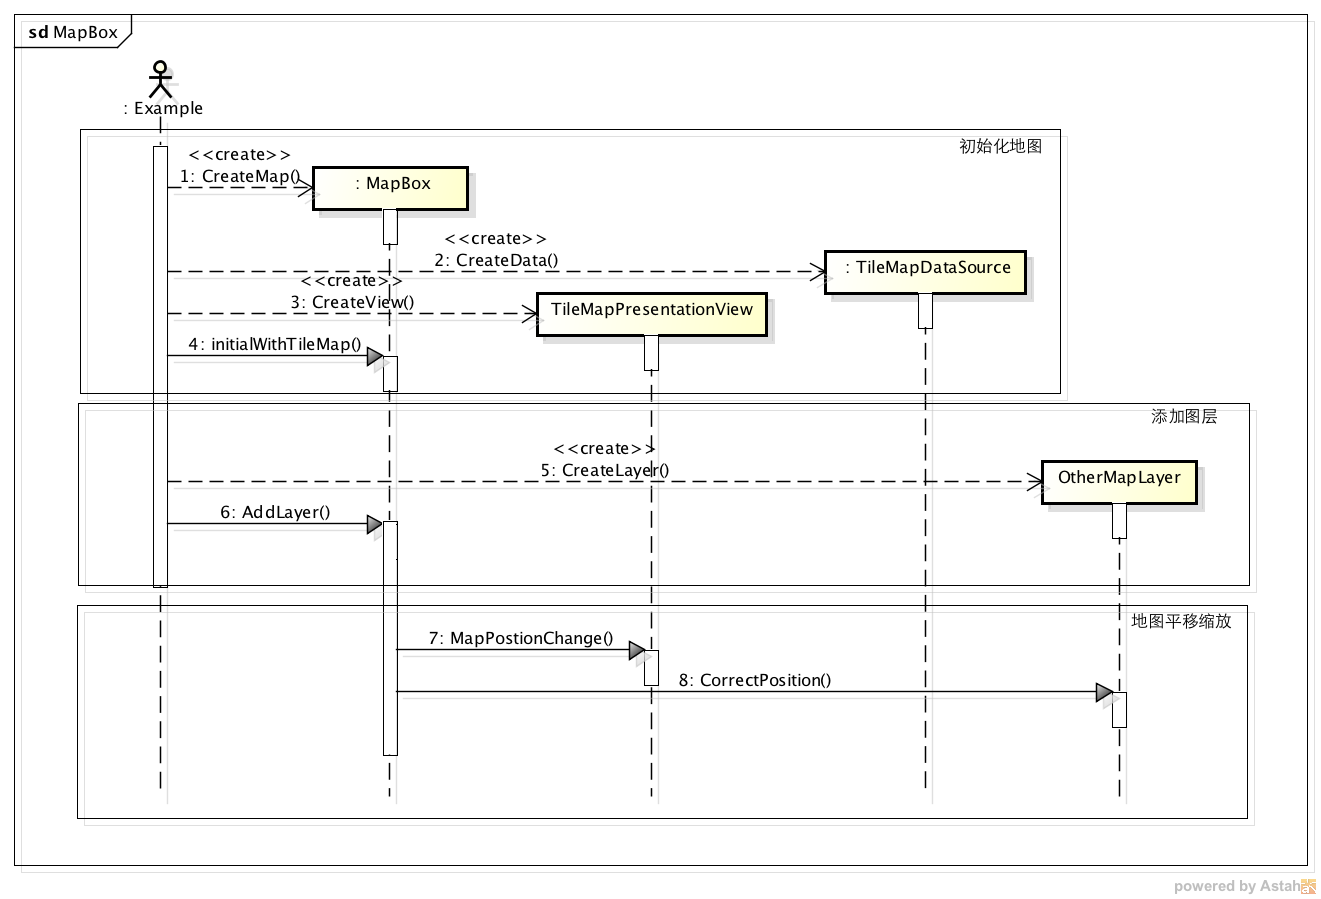 sd MapBox
: Example
初始化地图
<<create>>
1: CreateMap()
: MapBox
<<create>>
2: CreateData()
: TileMapDataSource
<<create>>
3: CreateView()
TileMapPresentationView
4: initialWithTileMap()
添加图层
<<create>>
5: CreateLayer()
OtherMapLayer
6: AddLayer()
地图平移缩放
7: MapPostionChange()
8: CorrectPosition()
powered by Astah